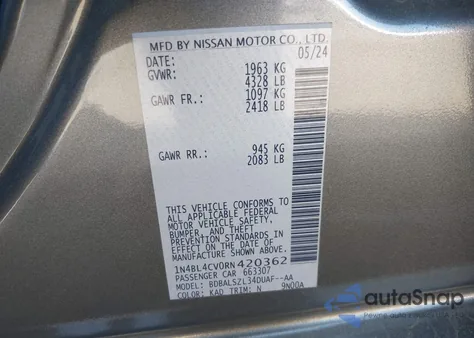 MFD BY NISSAN MOTOR CO., LTD.
DATE: 05/24
GVWR: 1963 KG
4328 LB
GAWR FR.: 1097 KG
2418 LB
GAWR RR.: 945 KG
2083 LB
THIS VEHICLE CONFORMS TO
ALL APPLICABLE FEDERAL
MOTOR VEHICLE SAFETY,
BUMPER, AND THEFT
PREVENTION STANDARDS
IN EFFECT ON THE DATE OF
MANUFACTURE SHOWN ABOVE.
1N4BL4CV0RN420362
PASSENGER CAR 663307
MODEL: BDBALSZL34DUAF--AA
COLOR: KAD TRIM: N 9N00A
autoSnap